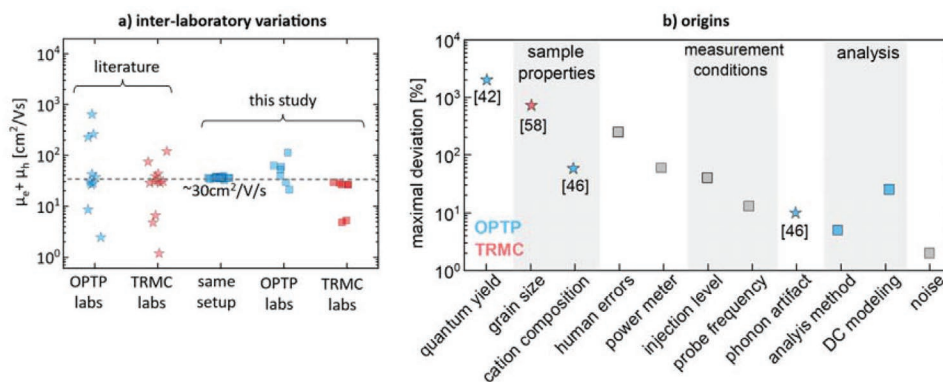 a) inter-laboratory variations
literature
this study
~30cm²/V/s
μₑ+ μₕ [cm²/Vs]
10⁴
10³
10²
10¹
10⁰
OPTP
labs
TRMC
labs
same
setup
OPTP
labs
TRMC
labs
b) origins
sample
properties
measurement
conditions
analysis
[42]
[58]
[46]
[46]
OPTP
TRMC
maximal deviation [%]
10⁴
10³
10²
10¹
10⁰
quantum yield
grain size
cation composition
human errors
power meter
injection level
probe frequency
phonon artifact
analyis method
DC modeling
noise